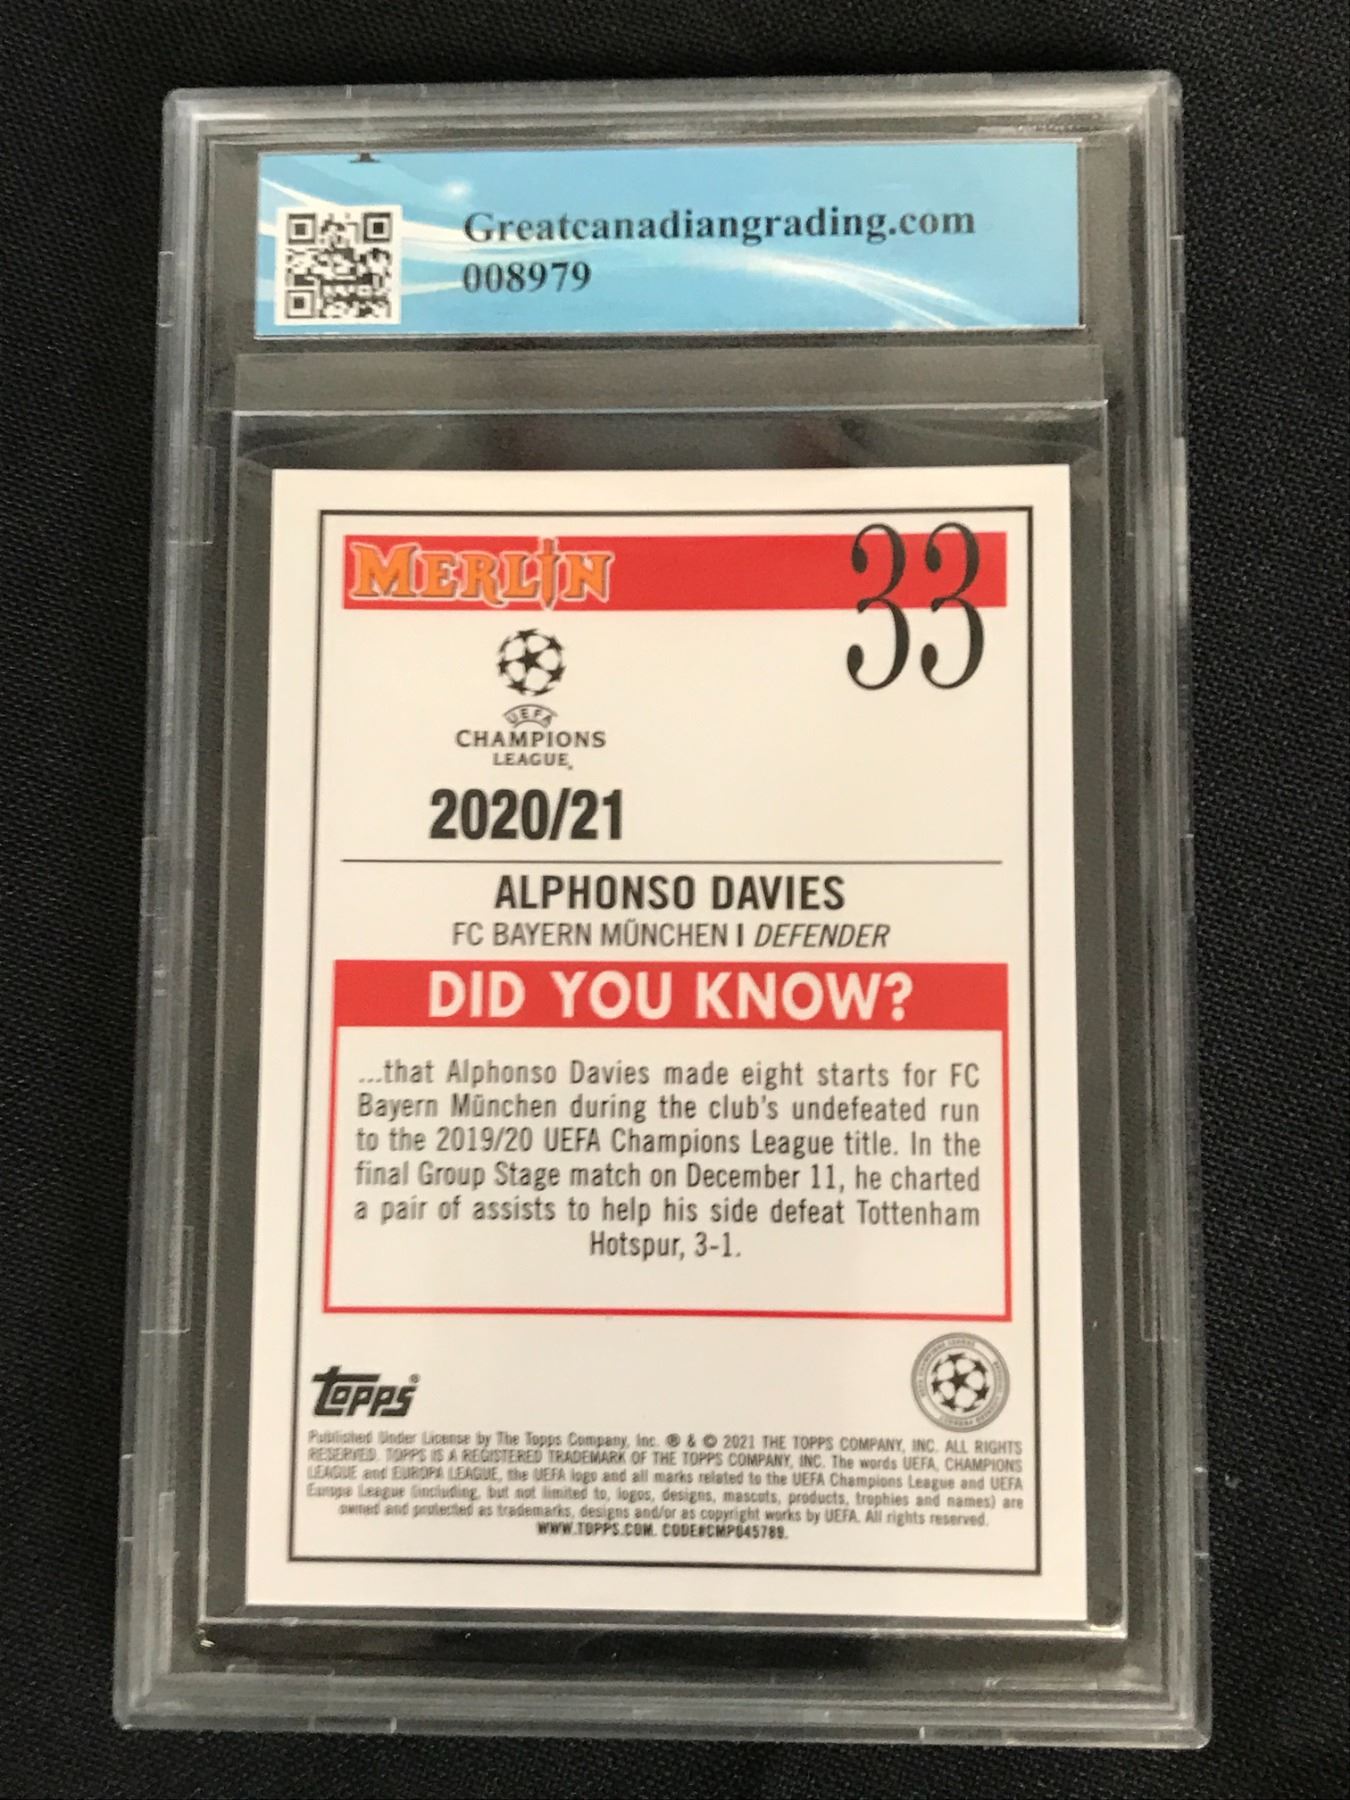 Greatcanadiangrading.com
008979
MERLIN
33
UEFA
CHAMPIONS
LEAGUE
2020/21
ALPHONSO DAVIES
FC BAYERN MÜNCHEN | DEFENDER
DID YOU KNOW?
...that Alphonso Davies made eight starts for FC
Bayern München during the club's undefeated run
to the 2019/20 UEFA Champions League title. In the
final Group Stage match on December 11, he charted
a pair of assists to help his side defeat Tottenham
Hotspur, 3-1.
Topps®
Published Under License by The Topps Company, Inc. ® & © 2021 THE TOPPS COMPANY, INC. ALL RIGHTS
RESERVED. TOPPS IS A REGISTERED TRADEMARK OF THE TOPPS COMPANY, INC. The words UEFA, CHAMPIONS
LEAGUE and EUROPA LEAGUE, the UEFA logo and all marks related to the UEFA Champions League and UEFA
Europa League (including, but not limited to, logos, designs, mascots, products, trophies and names) are
owned and protected as trademarks, designs and/or as copyright works by UEFA. All rights reserved.
WWW.TOPPS.COM. CODE#CMP045789.